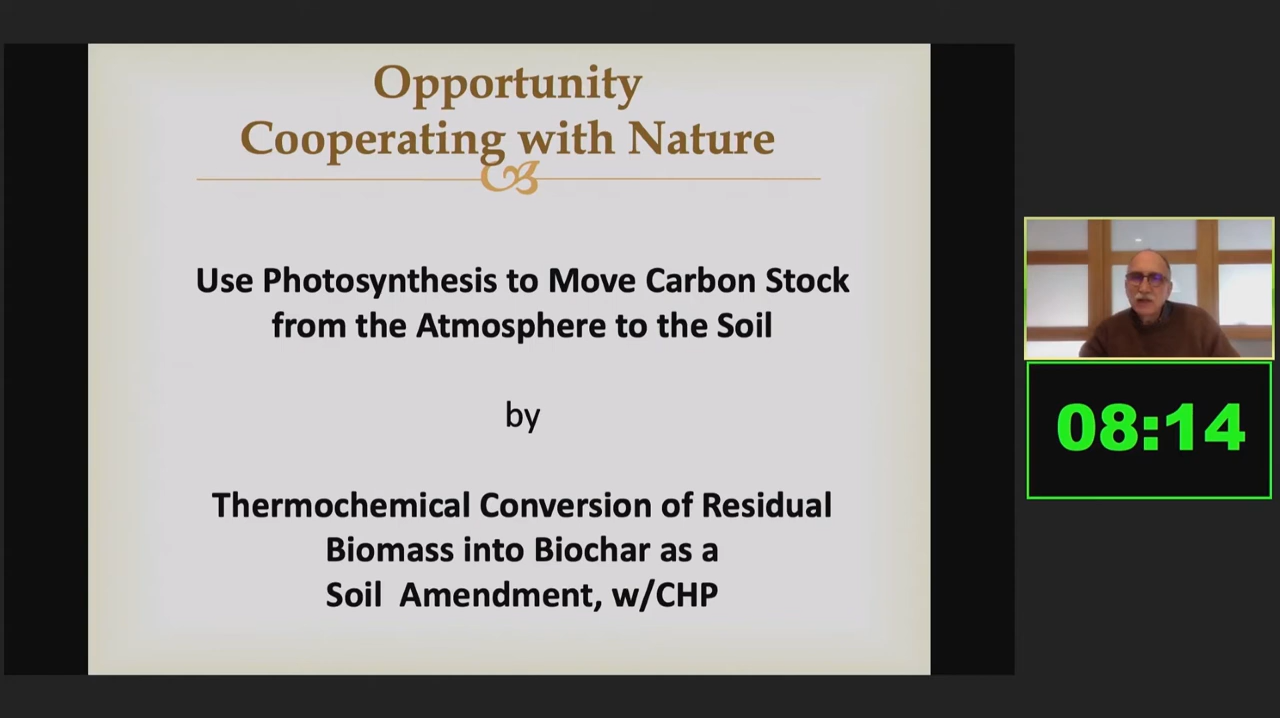 Opportunity
Cooperating with Nature
Use Photosynthesis to Move Carbon Stock
from the Atmosphere to the Soil
by
Thermochemical Conversion of Residual
Biomass into Biochar as a
Soil  Amendment, w/CHP
08:14